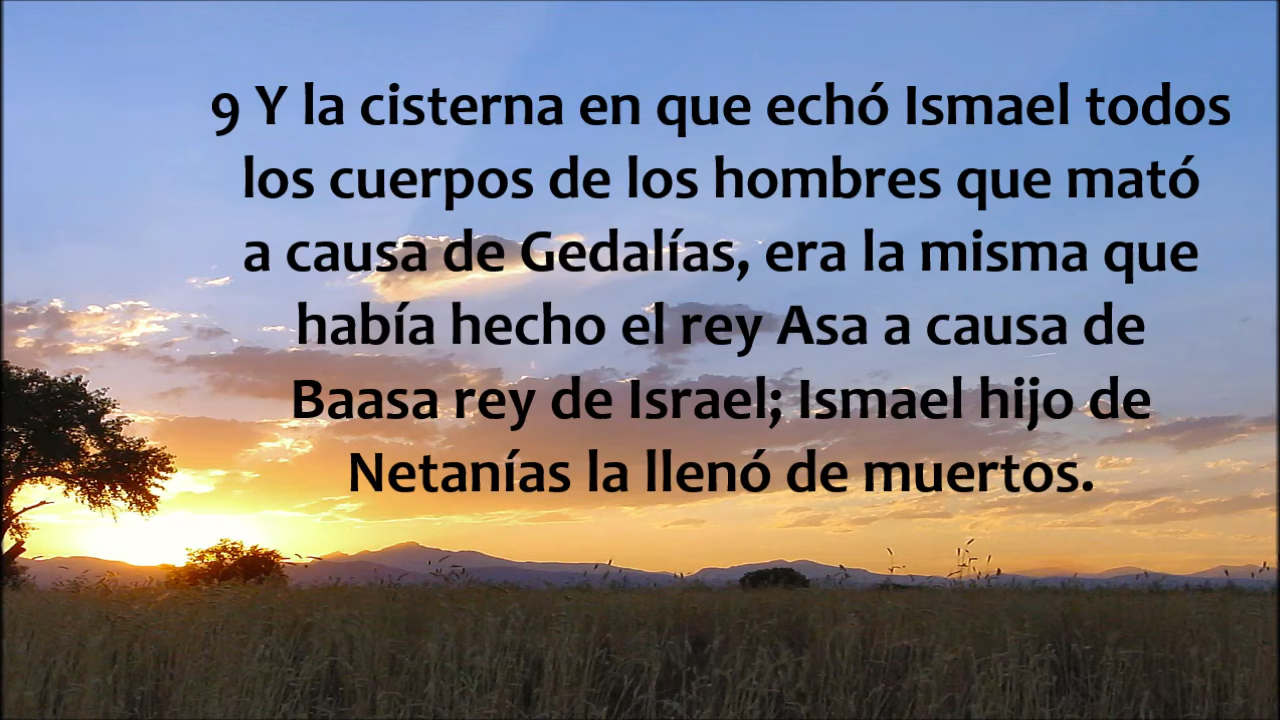 9 Y la cisterna en que echó Ismael todos
los cuerpos de los hombres que mató
a causa de Gedalías, era la misma que
había hecho el rey Asa a causa de
Baasa rey de Israel; Ismael hijo de
Netanías la llenó de muertos.